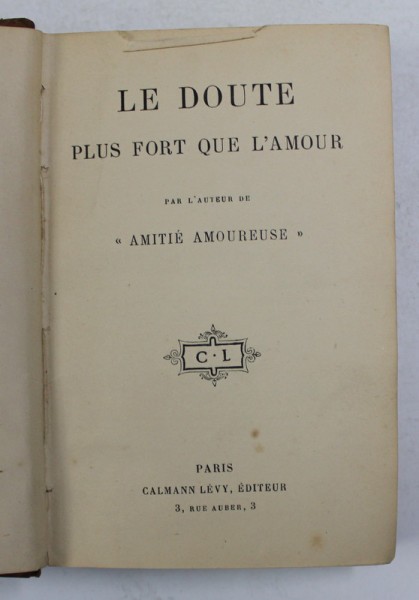 LE DOUTE
PLUS FORT QUE L'AMOUR
PAR L'AUTEUR DE
« AMITIÉ AMOUREUSE »
C·L
PARIS
CALMANN LÉVY, ÉDITEUR
3, RUE AUBER, 3